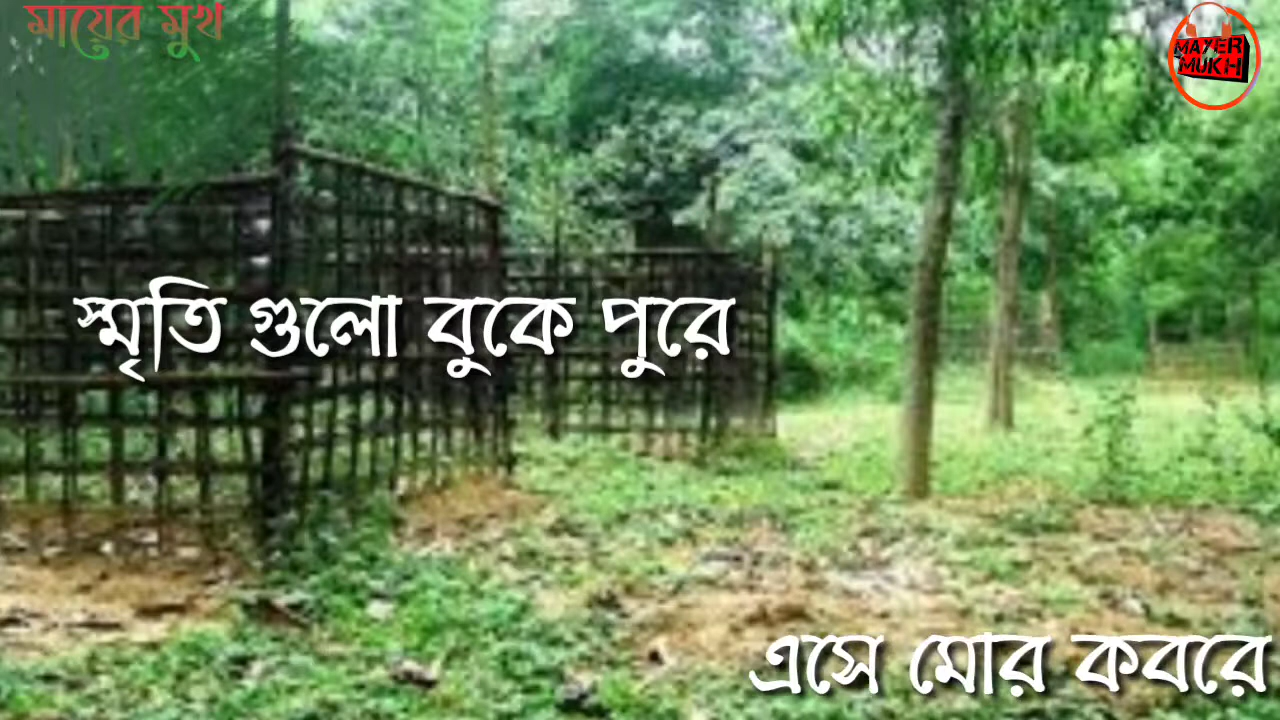 মায়ের মুখ
MAYER
MUKH
স্মৃতি গুলো বুকে পুরে
এসে মোর কবরে